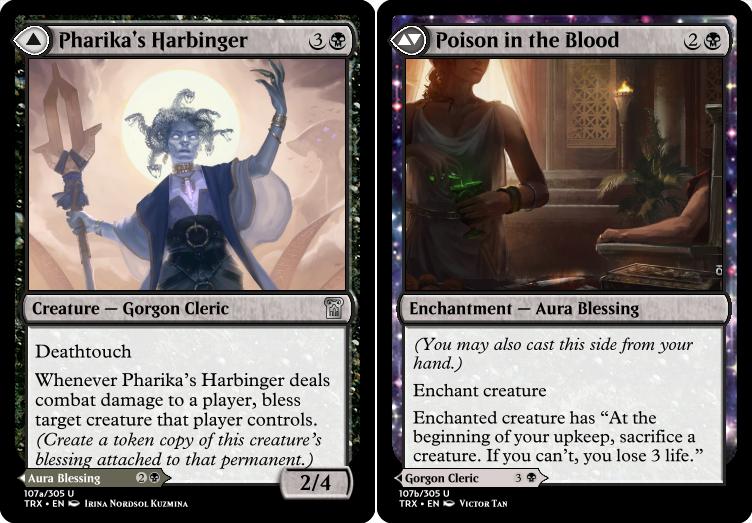 Pharika's Harbinger
3
Creature — Gorgon Cleric
Deathtouch
Whenever Pharika's Harbinger deals
combat damage to a player, bless
target creature that player controls.
(Create a token copy of this creature's
blessing attached to that permanent.)
Aura Blessing 2
2/4
107a/305 U
TRX • EN Irina Nordsol Kuzmina
Poison in the Blood
2
Enchantment — Aura Blessing
(You may also cast this side from your
hand.)
Enchant creature
Enchanted creature has “At the
beginning of your upkeep, sacrifice a
creature. If you can't, you lose 3 life.”
Gorgon Cleric 3
107b/305 U
TRX • EN Victor Tan